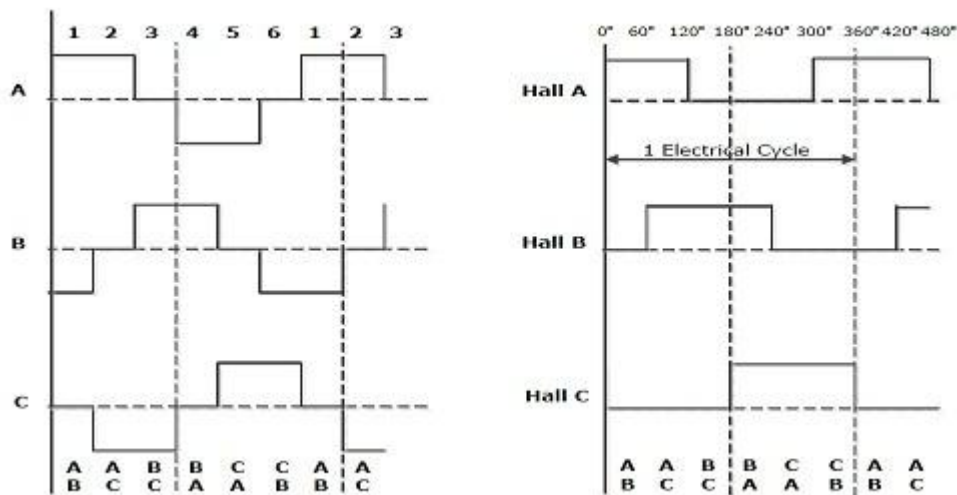 1 2 3 4 5 6 1 2 3
A
B
C
A A B B C C A A
B C C A A B B C
0° 60° 120° 180° 240° 300° 360° 420° 480°
Hall A
1 Electrical Cycle
Hall B
Hall C
A A B B C C A A
B C C A A B B C